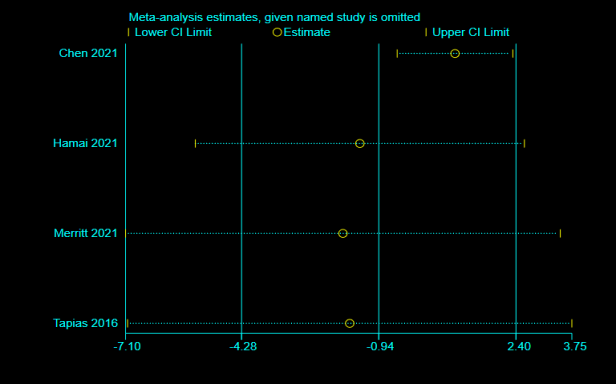 Meta-analysis estimates, given named study is omitted
Lower CI Limit Estimate Upper CI Limit
Chen 2021
Hamai 2021
Merritt 2021
Tapias 2016
-7.10 -4.28 -0.94 2.40 3.75